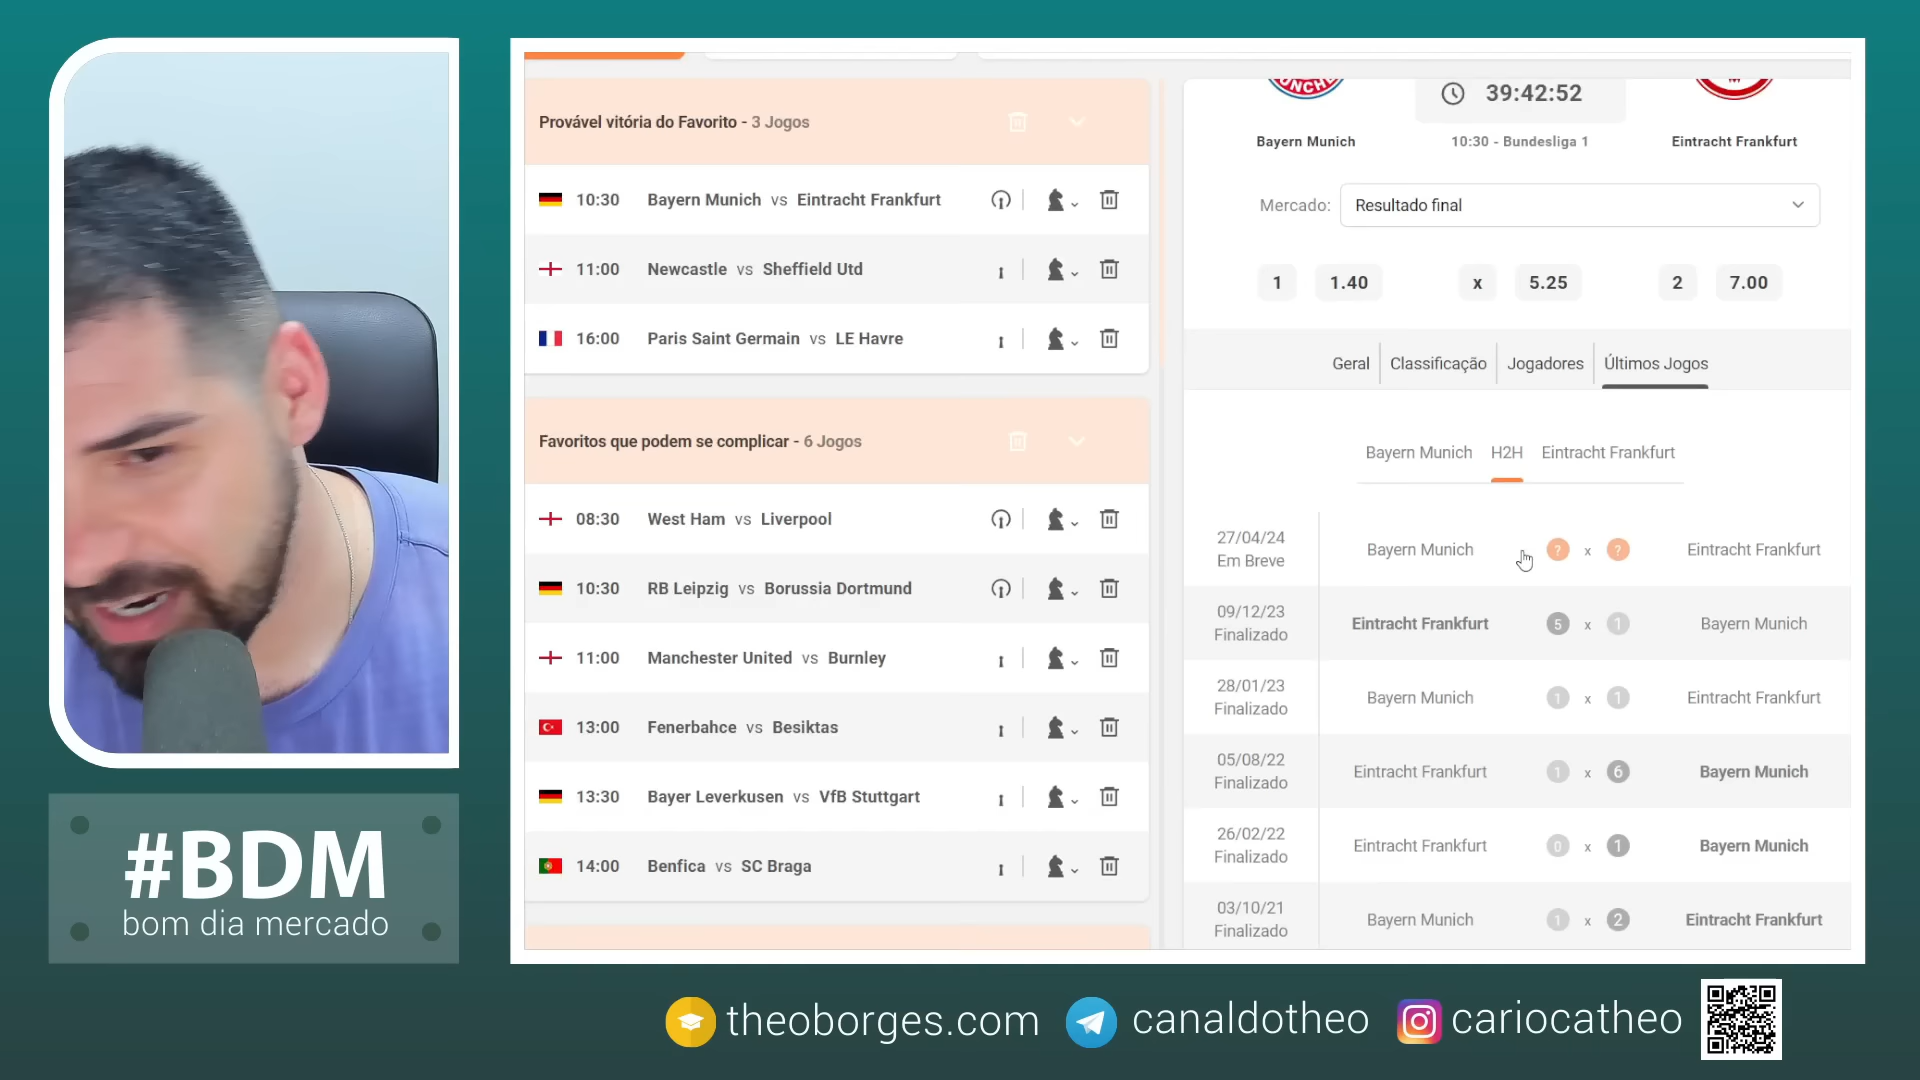 #BDM
bom dia mercado
Provável vitória do Favorito - 3 Jogos
10:30 Bayern Munich vs Eintracht Frankfurt
11:00 Newcastle vs Sheffield Utd
16:00 Paris Saint Germain vs LE Havre
Favoritos que podem se complicar - 6 Jogos
08:30 West Ham vs Liverpool
10:30 RB Leipzig vs Borussia Dortmund
11:00 Manchester United vs Burnley
13:00 Fenerbahce vs Besiktas
13:30 Bayer Leverkusen vs VfB Stuttgart
14:00 Benfica vs SC Braga
39:42:52
Bayern Munich 10:30 - Bundesliga 1 Eintracht Frankfurt
Mercado: Resultado final
1 1.40 x 5.25 2 7.00
Geral Classificação Jogadores Últimos Jogos
Bayern Munich H2H Eintracht Frankfurt
27/04/24
Em Breve
Bayern Munich ? x ? Eintracht Frankfurt
09/12/23
Finalizado
Eintracht Frankfurt 5 x 1 Bayern Munich
28/01/23
Finalizado
Bayern Munich 1 x 1 Eintracht Frankfurt
05/08/22
Finalizado
Eintracht Frankfurt 1 x 6 Bayern Munich
26/02/22
Finalizado
Eintracht Frankfurt 0 x 1 Bayern Munich
03/10/21
Finalizado
Bayern Munich 1 x 2 Eintracht Frankfurt
theoborges.com canaldotheo cariocatheo